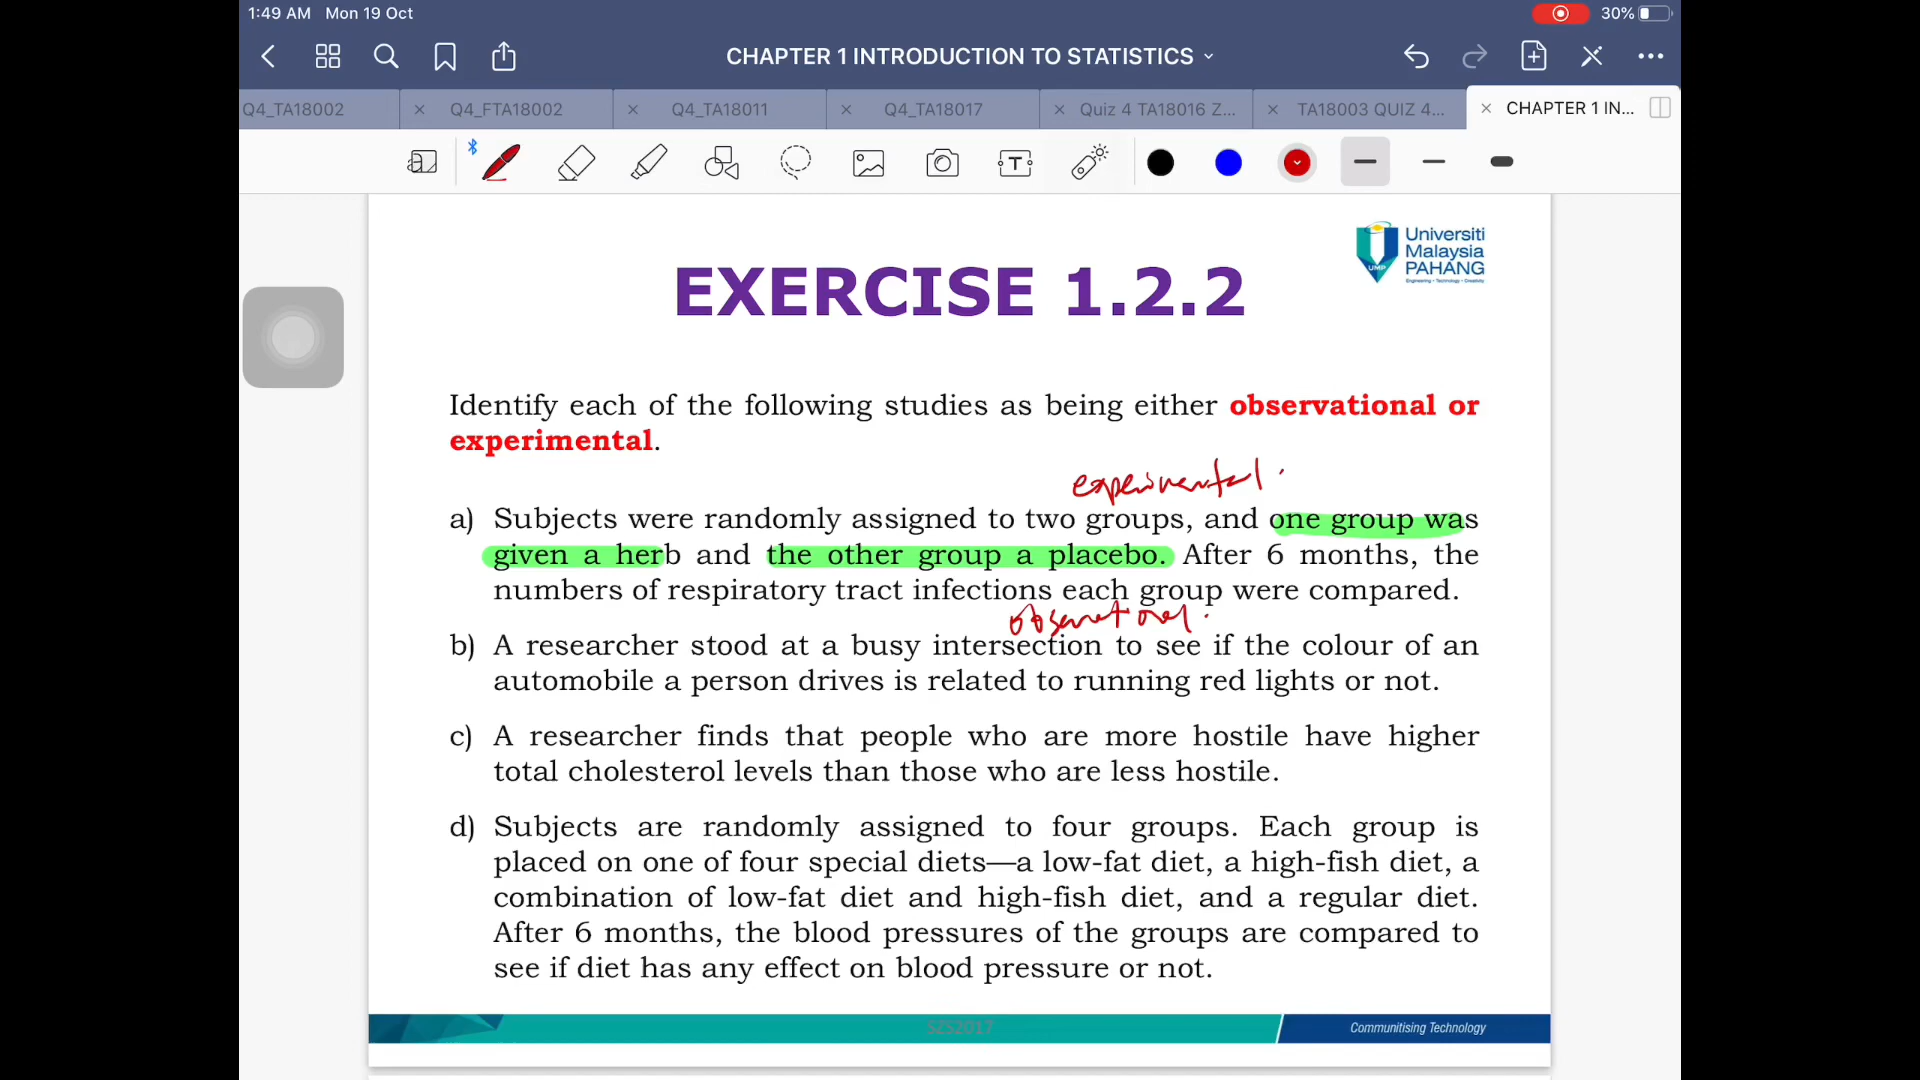 1:49 AM Mon 19 Oct 30%
CHAPTER 1 INTRODUCTION TO STATISTICS
Q4_TA18002 Q4_FTA18002 Q4_TA18011 Q4_TA18017 Quiz 4 TA18016 Z... TA18003 QUIZ 4... CHAPTER 1 IN...
Universiti
Malaysia
PAHANG
Engineering • Technology • Creativity
UMP
EXERCISE 1.2.2
Identify each of the following studies as being either observational or
experimental.
experimental.
a) Subjects were randomly assigned to two groups, and one group was
given a herb and the other group a placebo. After 6 months, the
numbers of respiratory tract infections each group were compared.
b) A researcher stood at a busy intersection to see if the colour of an
automobile a person drives is related to running red lights or not.
c) A researcher finds that people who are more hostile have higher
total cholesterol levels than those who are less hostile.
d) Subjects are randomly assigned to four groups. Each group is
placed on one of four special diets—a low-fat diet, a high-fish diet, a
combination of low-fat diet and high-fish diet, and a regular diet.
After 6 months, the blood pressures of the groups are compared to
see if diet has any effect on blood pressure or not.
SZS2017
Communitising Technology